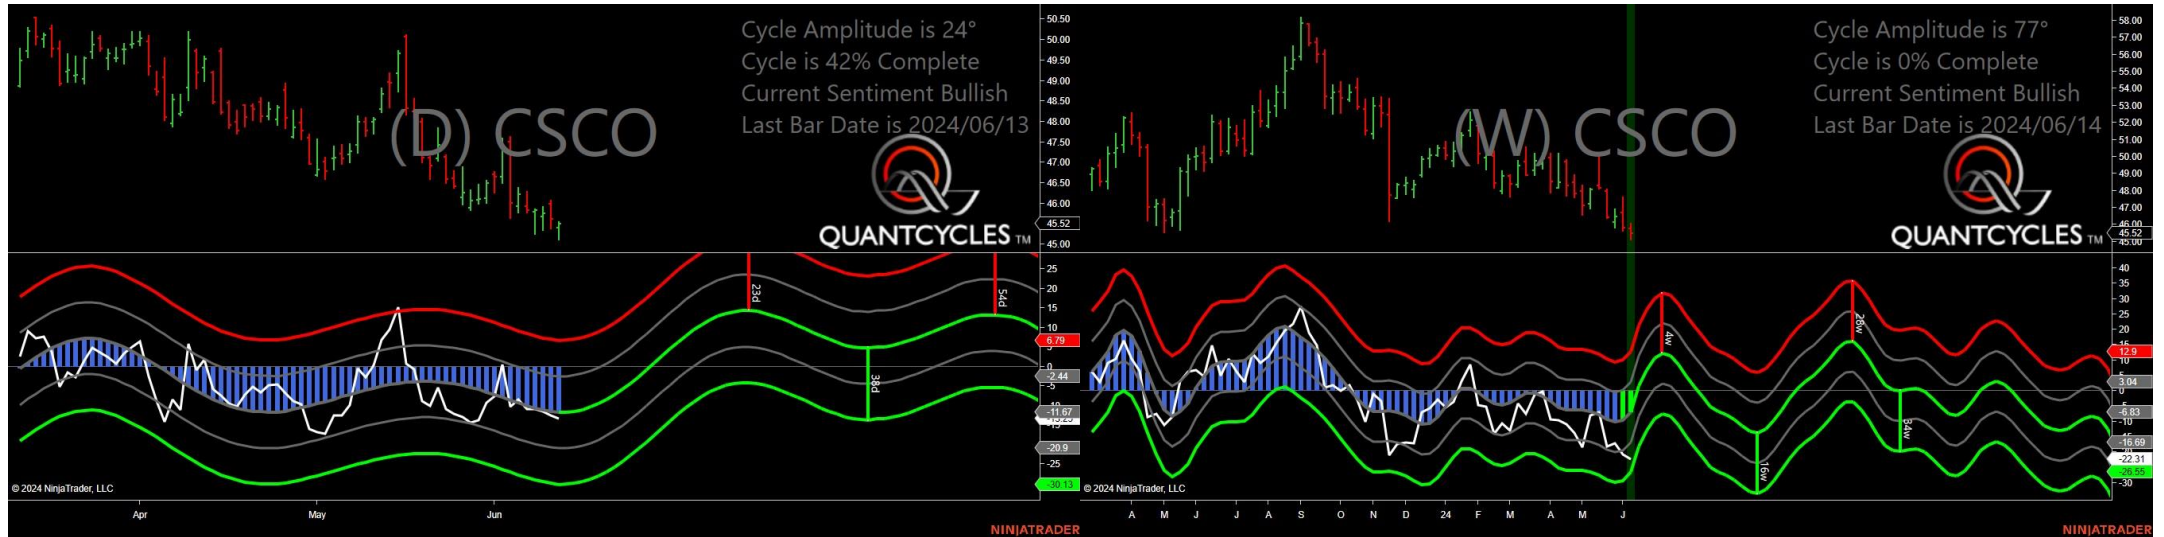 Cycle Amplitude is 24°
Cycle is 42% Complete
Current Sentiment Bullish
Last Bar Date is 2024/06/13
(D) CSCO
QUANTCYCLES TM
50.50
50.00
49.50
49.00
48.50
48.00
47.50
47.00
46.50
46.00
45.52
45.00
23d
54d
38d
25
20
15
10
6.79
0
-2.44
-5
-11.67
-20.9
-25
-30.13
© 2024 NinjaTrader, LLC
Apr
May
Jun
NINJATRADER
Cycle Amplitude is 77°
Cycle is 0% Complete
Current Sentiment Bullish
Last Bar Date is 2024/06/14
(W) CSCO
QUANTCYCLES TM
58.00
57.00
56.00
55.00
54.00
53.00
52.00
51.00
50.00
49.00
48.00
47.00
46.00
45.52
45.00
4w
28w
16w
34w
40
35
30
25
20
15
12.9
10
5
3.04
0
-6.83
-10
-16.69
-22.31
-26.55
-30
© 2024 NinjaTrader, LLC
A M J J A S O N D 24 F M A M J
NINJATRADER